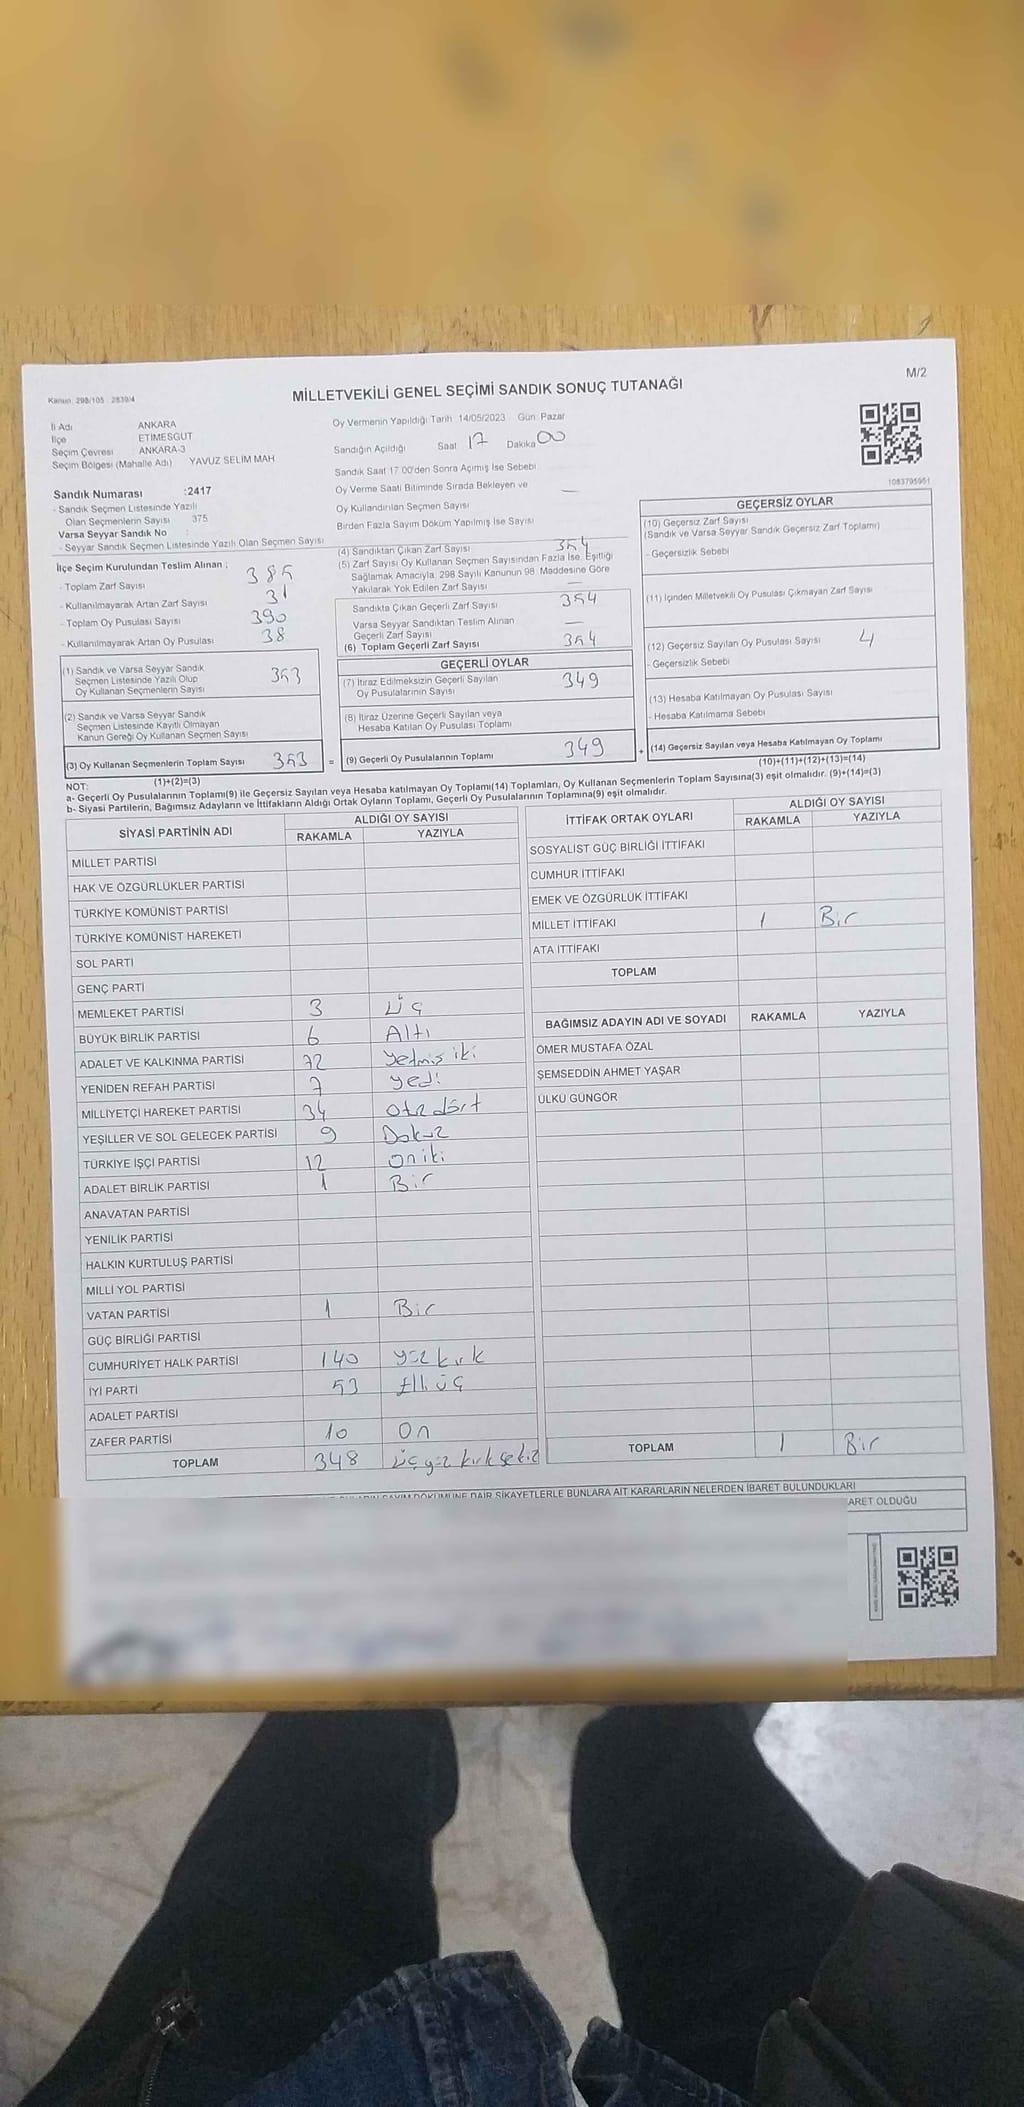 M/2
Kanun: 298/105 - 2839/4
MİLLETVEKİLİ GENEL SEÇİMİ SANDIK SONUÇ TUTANAĞI
İl Adı ANKARA
İlçe ETİMESGUT
Seçim Çevresi ANKARA-3
Seçim Bölgesi (Mahalle Adı) YAVUZ SELİM MAH
Sandık Numarası :2417
- Sandık Seçmen Listesinde Yazılı
Olan Seçmenlerin Sayısı 375
Varsa Seyyar Sandık No :
- Seyyar Sandık Seçmen Listesinde Yazılı Olan Seçmen Sayısı
Oy Vermenin Yapıldığı Tarih 14/05/2023 Gün: Pazar
Sandığın Açıldığı Saat 17 Dakika 00
Sandık Saat 17.00'den Sonra Açımış İse Sebebi
Oy Verme Saati Bitiminde Sırada Bekleyen ve —
Oy Kullandırılan Seçmen Sayısı
Birden Fazla Sayım Döküm Yapılmış İse Sayısı
1083795951
İlçe Seçim Kurulundan Teslim Alınan :
- Toplam Zarf Sayısı 385
- Kullanılmayarak Artan Zarf Sayısı 31
- Toplam Oy Pusulası Sayısı 390
- Kullanılmayarak Artan Oy Pusulası 38
(1) Sandık ve Varsa Seyyar Sandık
Seçmen Listesinde Yazılı Olup
Oy Kullanan Seçmenlerin Sayısı 353
(2) Sandık ve Varsa Seyyar Sandık
Seçmen Listesinde Kayıtlı Olmayan
Kanun Gereği Oy Kullanan Seçmen Sayısı
(3) Oy Kullanan Seçmenlerin Toplam Sayısı 353
(1)+(2)=(3)
(4) Sandıktan Çıkan Zarf Sayısı 354
(5) Zarf Sayısı Oy Kullanan Seçmen Sayısından Fazla İse, Eşitliği
Sağlamak Amacıyla, 298 Sayılı Kanunun 98. Maddesine Göre
Yakılarak Yok Edilen Zarf Sayısı —
Sandıkta Çıkan Geçerli Zarf Sayısı 354
Varsa Seyyar Sandıktan Teslim Alınan
Geçerli Zarf Sayısı —
(6) Toplam Geçerli Zarf Sayısı 354
GEÇERLİ OYLAR
(7) İtiraz Edilmeksizin Geçerli Sayılan
Oy Pusulalarının Sayısı 349
(8) İtiraz Üzerine Geçerli Sayılan veya
Hesaba Katılan Oy Pusulası Toplamı
= (9) Geçerli Oy Pusulalarının Toplamı 349
GEÇERSİZ OYLAR
(10) Geçersiz Zarf Sayısı
(Sandık ve Varsa Seyyar Sandık Geçersiz Zarf Toplamı)
- Geçersizlik Sebebi
(11) İçinden Milletvekili Oy Pusulası Çıkmayan Zarf Sayısı
(12) Geçersiz Sayılan Oy Pusulası Sayısı 4
- Geçersizlik Sebebi
(13) Hesaba Katılmayan Oy Pusulası Sayısı
- Hesaba Katılmama Sebebi
+ (14) Geçersiz Sayılan veya Hesaba Katılmayan Oy Toplamı
(10)+(11)+(12)+(13)=(14)
NOT:
a- Geçerli Oy Pusulalarının Toplamı(9) ile Geçersiz Sayılan veya Hesaba Katılmayan Oy Toplamı(14) Toplamları, Oy Kullanan Seçmenlerin Toplam Sayısına(3) eşit olmalıdır. (9)+(14)=(3)
b- Siyasi Partilerin, Bağımsız Adayların ve İttifakların Aldığı Ortak Oyların Toplamı, Geçerli Oy Pusulalarının Toplamına(9) eşit olmalıdır.
SİYASİ PARTİNİN ADI ALDIĞI OY SAYISI
RAKAMLA YAZIYLA
MİLLET PARTİSİ
HAK VE ÖZGÜRLÜKLER PARTİSİ
TÜRKİYE KOMÜNİST PARTİSİ
TÜRKİYE KOMÜNİST HAREKETİ
SOL PARTİ
GENÇ PARTİ
MEMLEKET PARTİSİ 3 Üç
BÜYÜK BİRLİK PARTİSİ 6 Altı
ADALET VE KALKINMA PARTİSİ 72 Yetmiş iki
YENİDEN REFAH PARTİSİ 7 Yedi
MİLLİYETÇİ HAREKET PARTİSİ 34 Otuz dört
YEŞİLLER VE SOL GELECEK PARTİSİ 9 Dokuz
TÜRKİYE İŞÇİ PARTİSİ 12 on iki
ADALET BİRLİK PARTİSİ 1 Bir
ANAVATAN PARTİSİ
YENİLİK PARTİSİ
HALKIN KURTULUŞ PARTİSİ
MİLLİ YOL PARTİSİ
VATAN PARTİSİ 1 Bir
GÜÇ BİRLİĞİ PARTİSİ
CUMHURİYET HALK PARTİSİ 140 yüz kırk
İYİ PARTİ 53 Elli üç
ADALET PARTİSİ
ZAFER PARTİSİ 10 On
TOPLAM 348 üç yüz kırk sekiz
İTTİFAK ORTAK OYLARI ALDIĞI OY SAYISI
RAKAMLA YAZIYLA
SOSYALİST GÜÇ BİRLİĞİ İTTİFAKI
CUMHUR İTTİFAKI
EMEK VE ÖZGÜRLÜK İTTİFAKI
MİLLET İTTİFAKI 1 Bir
ATA İTTİFAKI
TOPLAM
BAĞIMSIZ ADAYIN ADI VE SOYADI RAKAMLA YAZIYLA
ÖMER MUSTAFA ÖZAL
ŞEMSEDDİN AHMET YAŞAR
ÜLKÜ GÜNGÖR
TOPLAM 1 Bir
SAYIM DÖKÜMÜNE DAİR ŞİKAYETLERLE BUNLARA AİT KARARLARIN NELERDEN İBARET BULUNDUKLARI
OLDUĞU